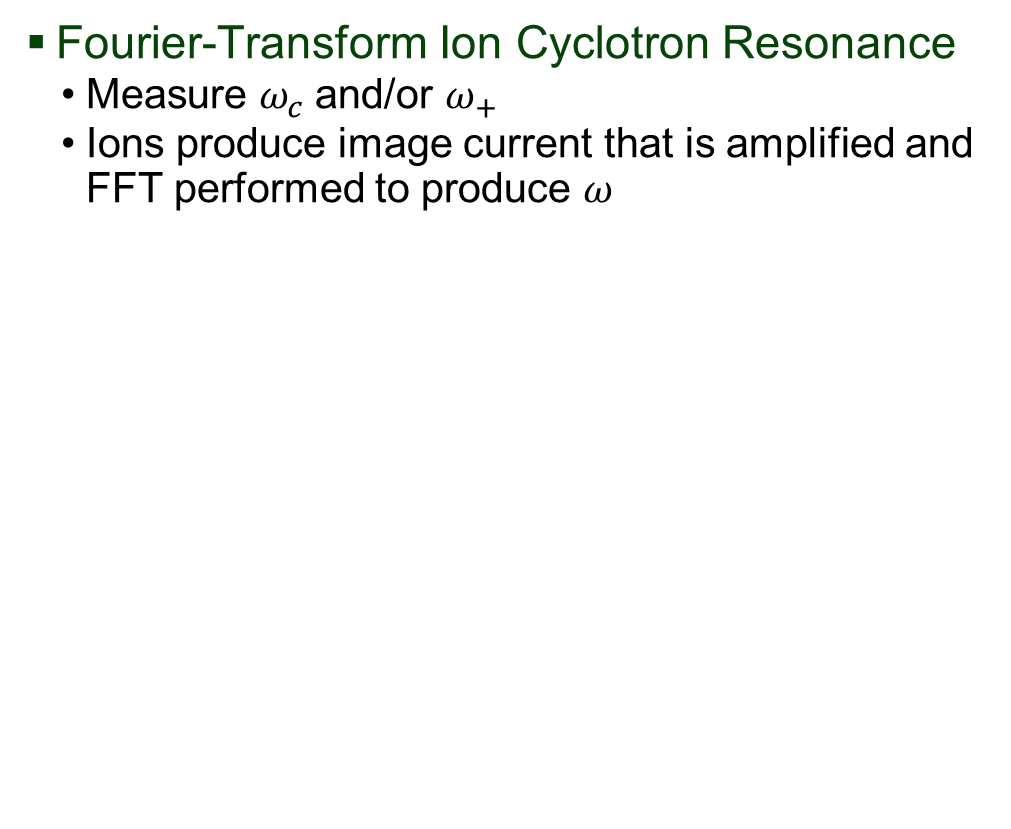 ▪ Fourier-Transform Ion Cyclotron Resonance
• Measure 𝜔𝑐 and/or 𝜔+
• Ions produce image current that is amplified and
FFT performed to produce 𝜔